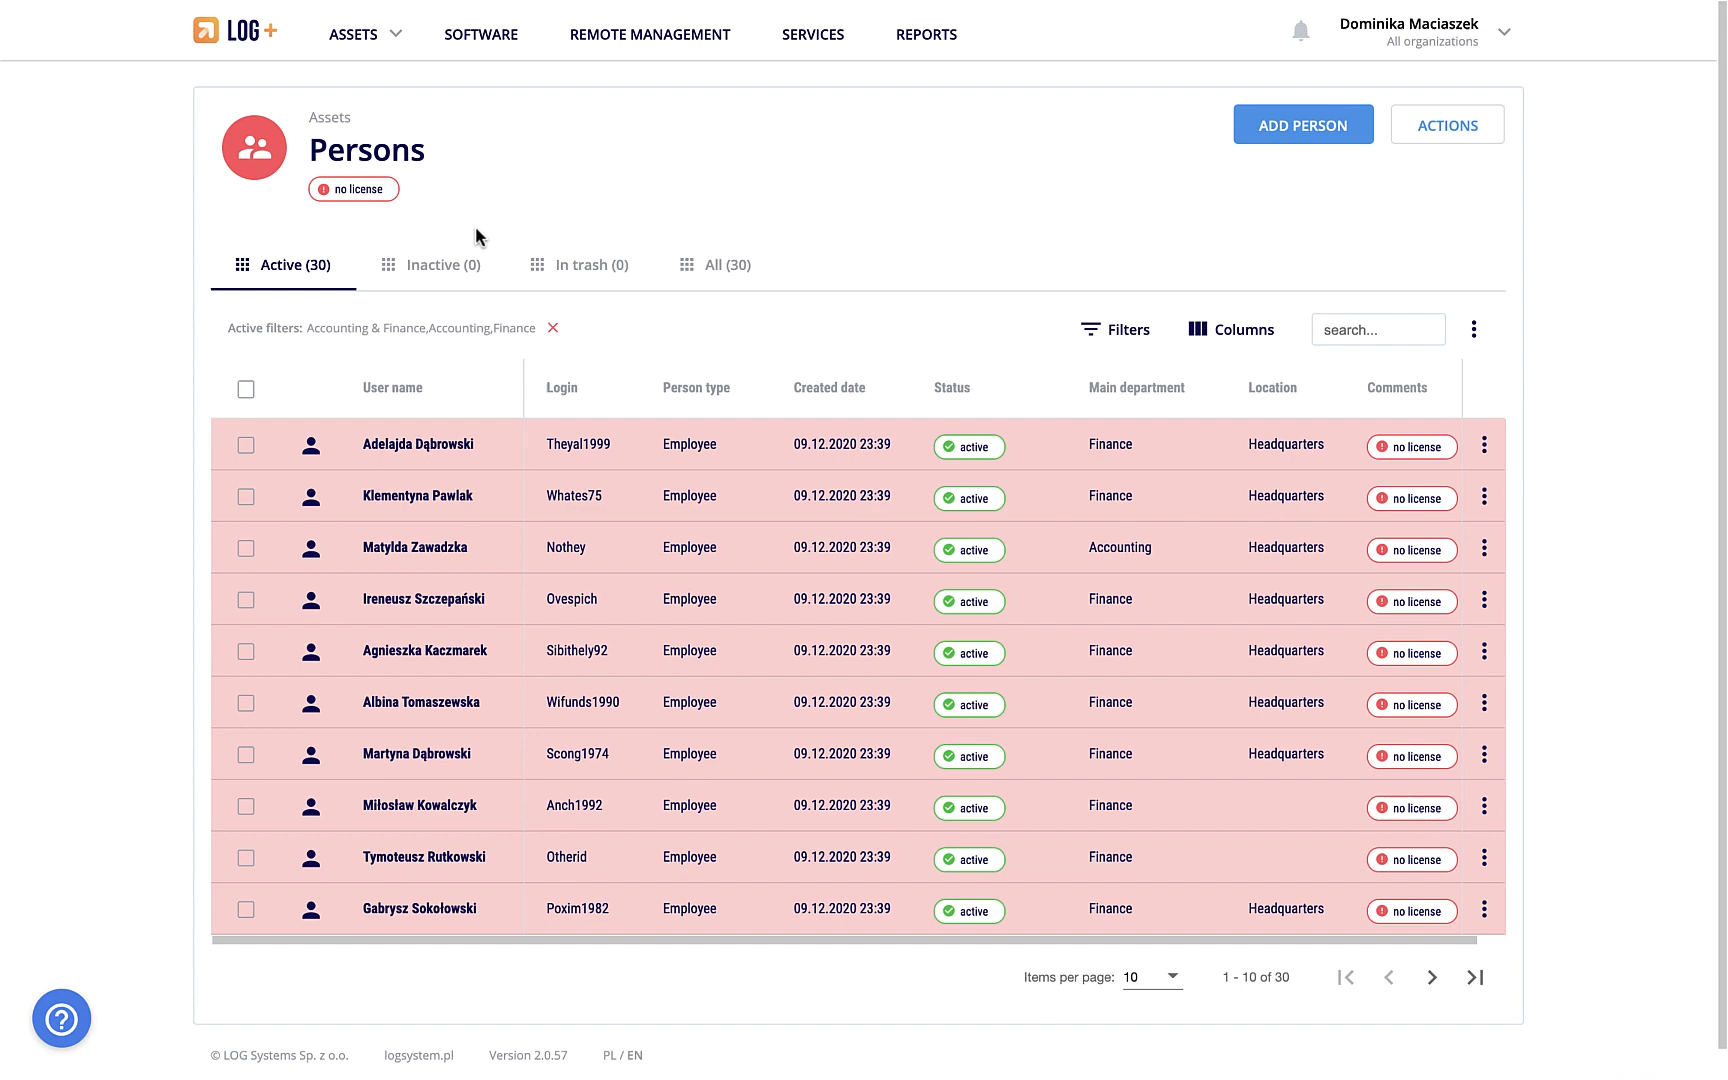 LOG+ ASSETS SOFTWARE REMOTE MANAGEMENT SERVICES REPORTS Dominika Maciaszek
All organizations
Assets
Persons
no license
ADD PERSON ACTIONS
Active (30) Inactive (0) In trash (0) All (30)
Active filters: Accounting & Finance,Accounting,Finance Filters Columns search...
User name Login Person type Created date Status Main department Location Comments
Adelajda Dąbrowski Theyal1999 Employee 09.12.2020 23:39 active Finance Headquarters no license
Klementyna Pawlak Whates75 Employee 09.12.2020 23:39 active Finance Headquarters no license
Matylda Zawadzka Nothey Employee 09.12.2020 23:39 active Accounting Headquarters no license
Ireneusz Szczepański Ovespich Employee 09.12.2020 23:39 active Finance Headquarters no license
Agnieszka Kaczmarek Sibithely92 Employee 09.12.2020 23:39 active Finance Headquarters no license
Albina Tomaszewska Wifunds1990 Employee 09.12.2020 23:39 active Finance Headquarters no license
Martyna Dąbrowski Scong1974 Employee 09.12.2020 23:39 active Finance Headquarters no license
Miłosław Kowalczyk Anch1992 Employee 09.12.2020 23:39 active Finance no license
Tymoteusz Rutkowski Otherid Employee 09.12.2020 23:39 active Finance no license
Gabrysz Sokołowski Poxim1982 Employee 09.12.2020 23:39 active Finance Headquarters no license
Items per page: 10 1 - 10 of 30
© LOG Systems Sp. z o.o. logsystem.pl Version 2.0.57 PL / EN